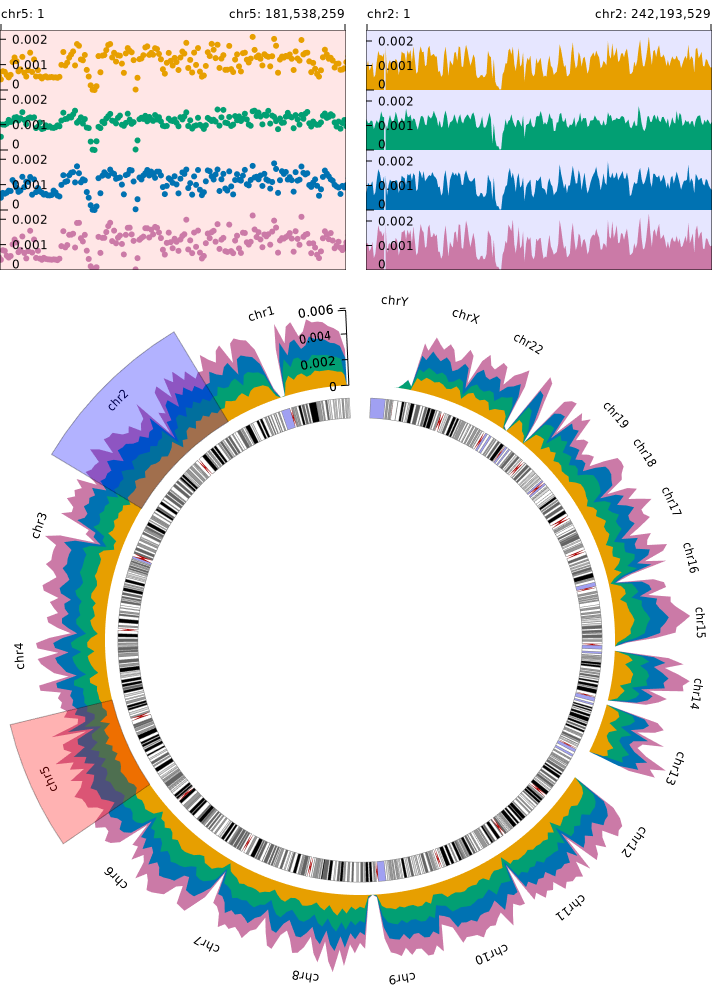 chr5: 1 chr5: 181,538,259 chr2: 1 chr2: 242,193,529
0.002 0.002
0.001 0.001
0 0
0.002 0.002
0.001 0.001
0 0
0.002 0.002
0.001 0.001
0 0
0.002 0.002
0.001 0.001
0 0
chrY
chr1 0.006 chrX
0.004 chr22
0.002
0
chr2 chr19
chr18
chr3 chr17
chr16
chr4 chr15
chr14
chr5 chr13
chr6 chr12
chr7 chr11
chr8 chr9 chr10